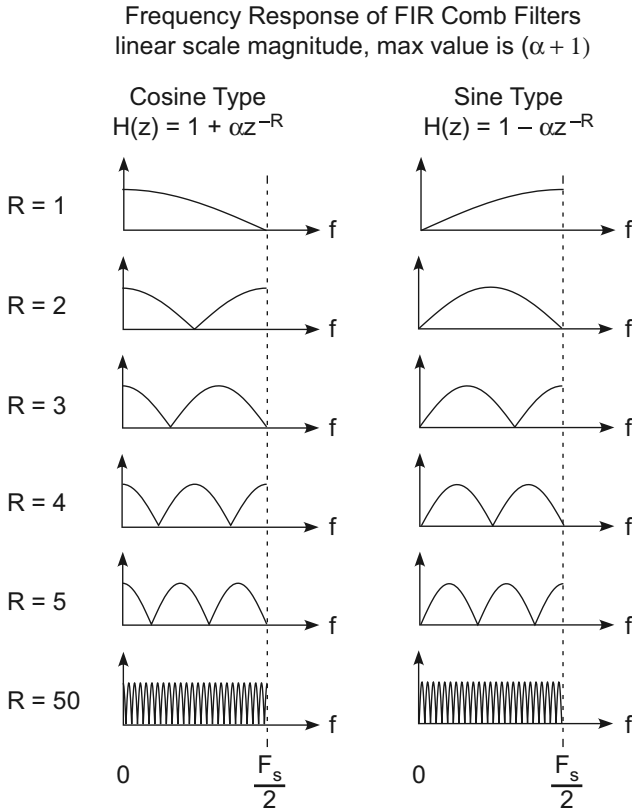 Frequency Response of FIR Comb Filters
linear scale magnitude, max value is (α + 1)
Cosine Type
H(z) = 1 + αz⁻ᴿ
Sine Type
H(z) = 1 – αz⁻ᴿ
R = 1
f
f
R = 2
f
f
R = 3
f
f
R = 4
f
f
R = 5
f
f
R = 50
f
f
0
Fₛ
2
0
Fₛ
2